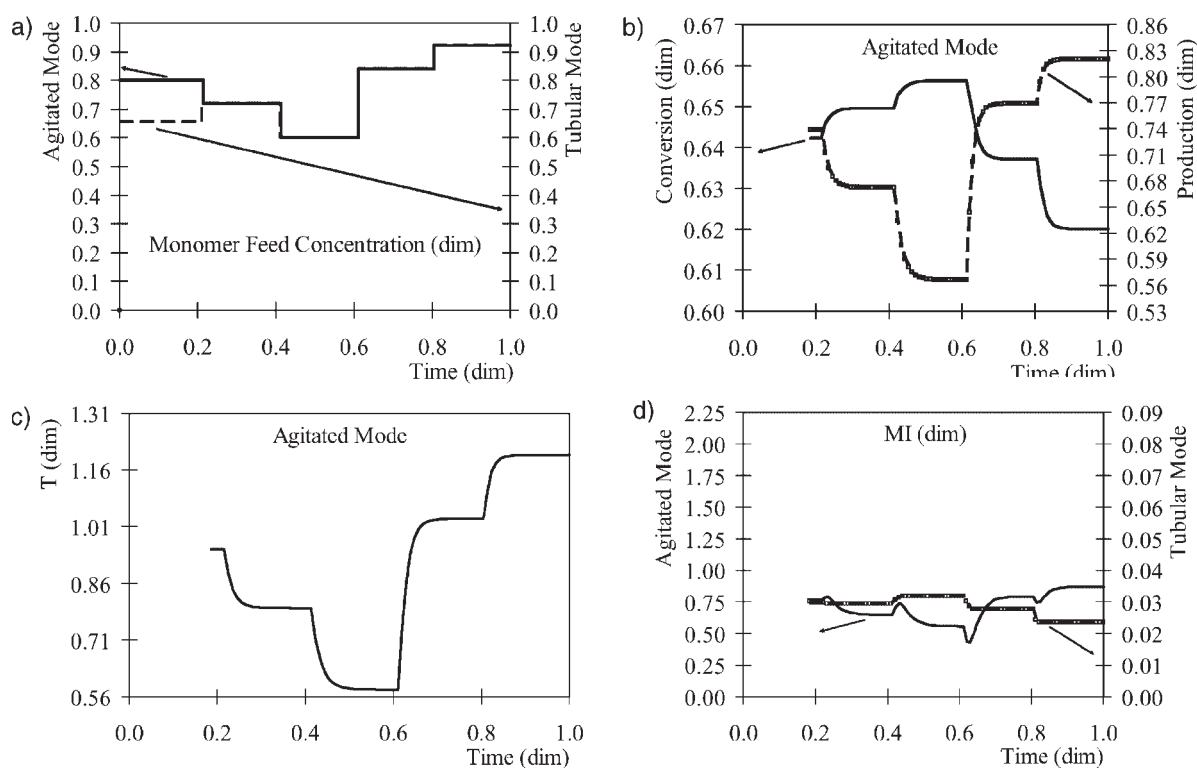 a)
Agitated Mode
1.0
0.9
0.8
0.7
0.6
0.5
0.4
0.3
0.2
0.1
0.0
Monomer Feed Concentration (dim)
1.0
0.9
0.8
0.7
0.6
0.5
0.4
0.3
0.2
0.1
0.0
Tubular Mode
0.0 0.2 0.4 0.6 0.8 1.0
Time (dim)
b)
Conversion (dim)
0.67
0.66
0.65
0.64
0.63
0.62
0.61
0.60
Agitated Mode
0.86
0.83
0.80
0.77
0.74
0.71
0.68
0.65
0.62
0.59
0.56
0.53
Production (dim)
0.0 0.2 0.4 0.6 0.8 1.0
Time (dim)
c)
T (dim)
1.31
1.16
1.01
0.86
0.71
0.56
Agitated Mode
0.0 0.2 0.4 0.6 0.8 1.0
Time (dim)
d)
Agitated Mode
2.25
2.00
1.75
1.50
1.25
1.00
0.75
0.50
0.25
0.00
MI (dim)
0.09
0.08
0.07
0.06
0.05
0.04
0.03
0.02
0.01
0.00
Tubular Mode
0.0 0.2 0.4 0.6 0.8 1.0
Time (dim)